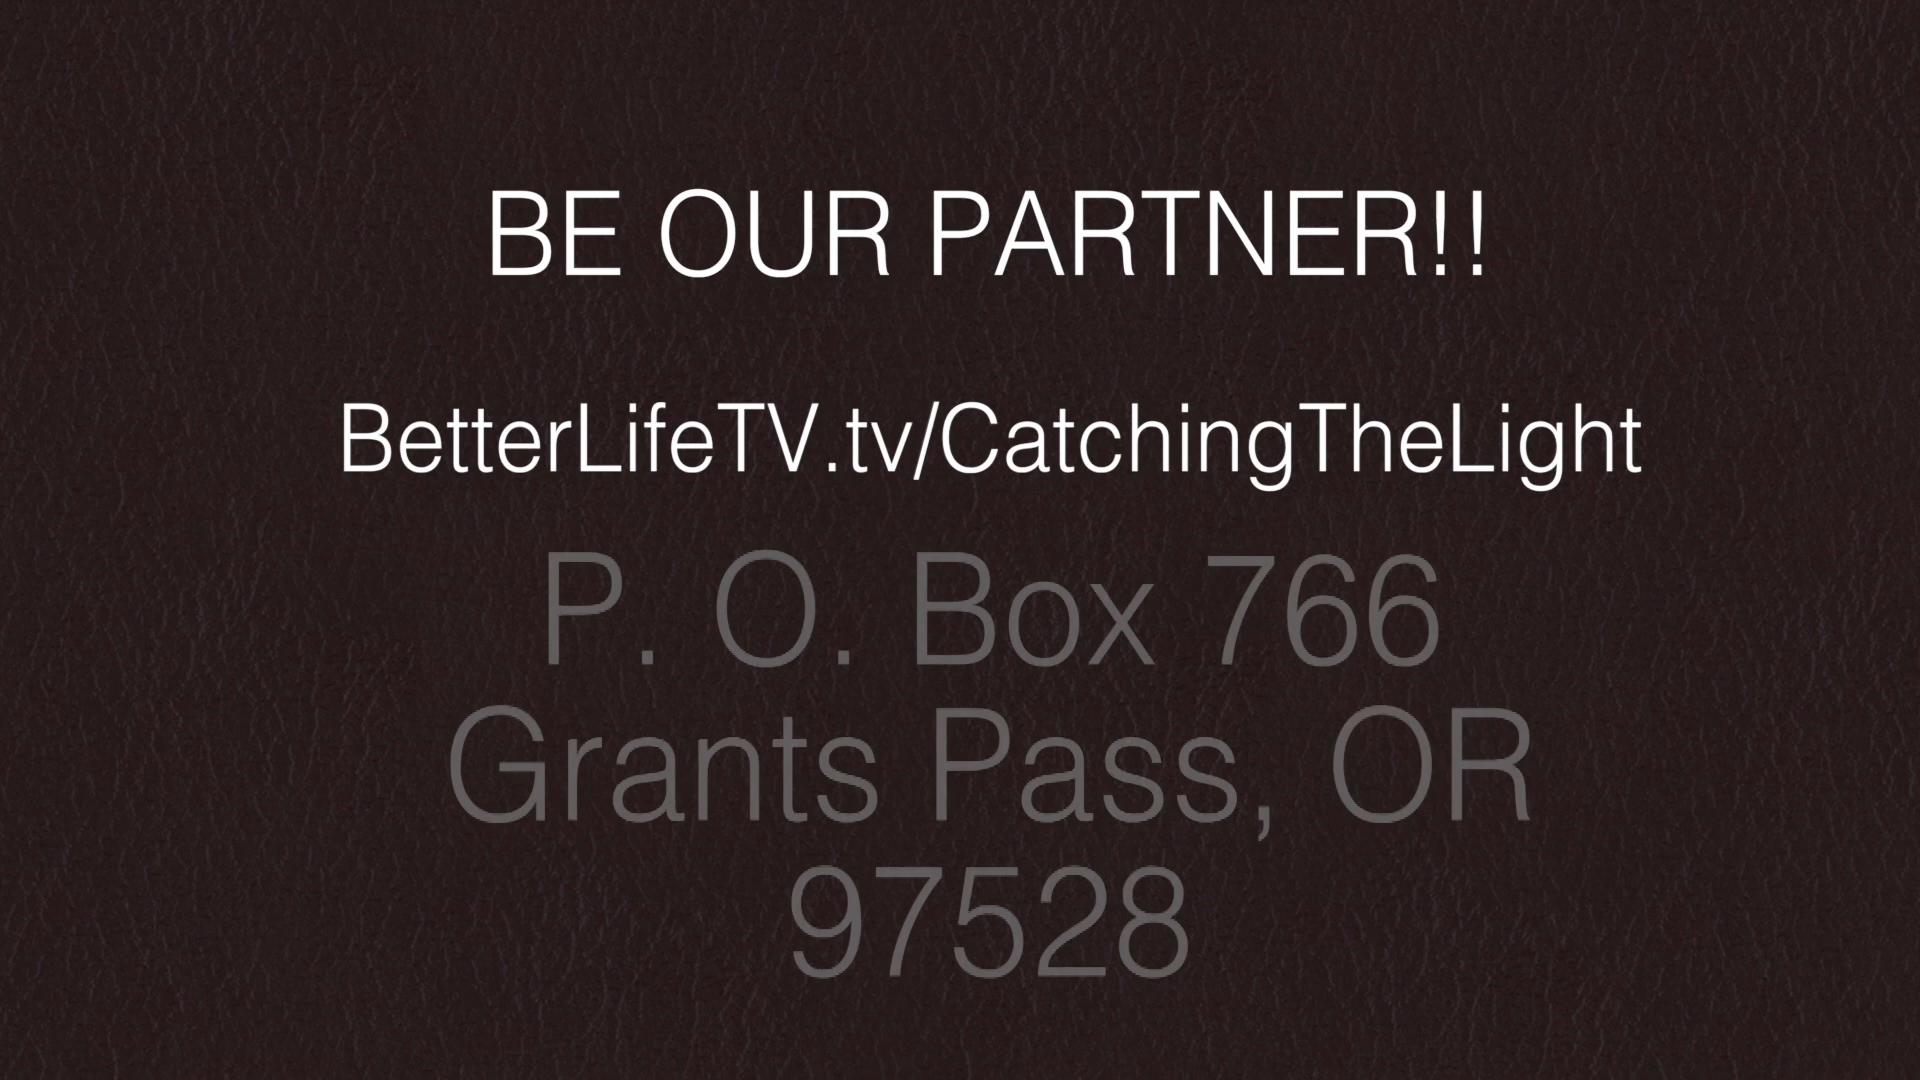 BE OUR PARTNER!!
BetterLifeTV.tv/CatchingTheLight
P. O. Box 766
Grants Pass, OR
97528